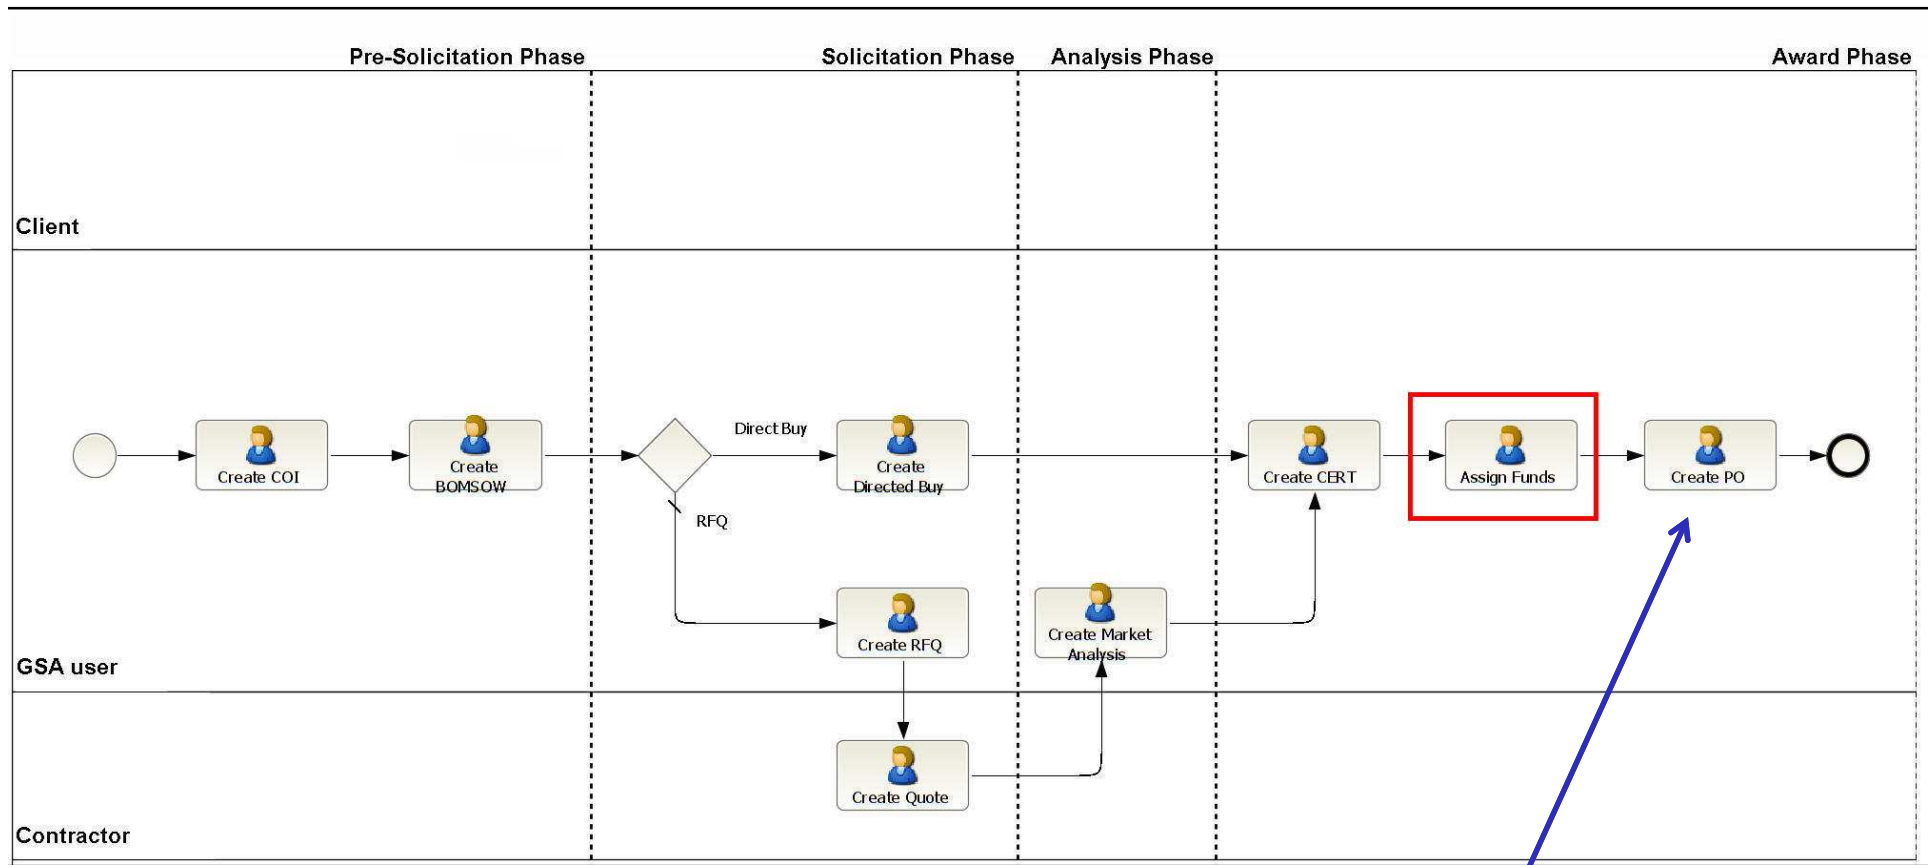 Pre-Solicitation Phase
Solicitation Phase
Analysis Phase
Award Phase
Client
Direct Buy
Create COI
Create
BOMSOW
Create
Directed Buy
Create CERT
Assign Funds
Create PO
RFQ
Create RFQ
Create Market
Analysis
GSA user
Create Quote
Contractor